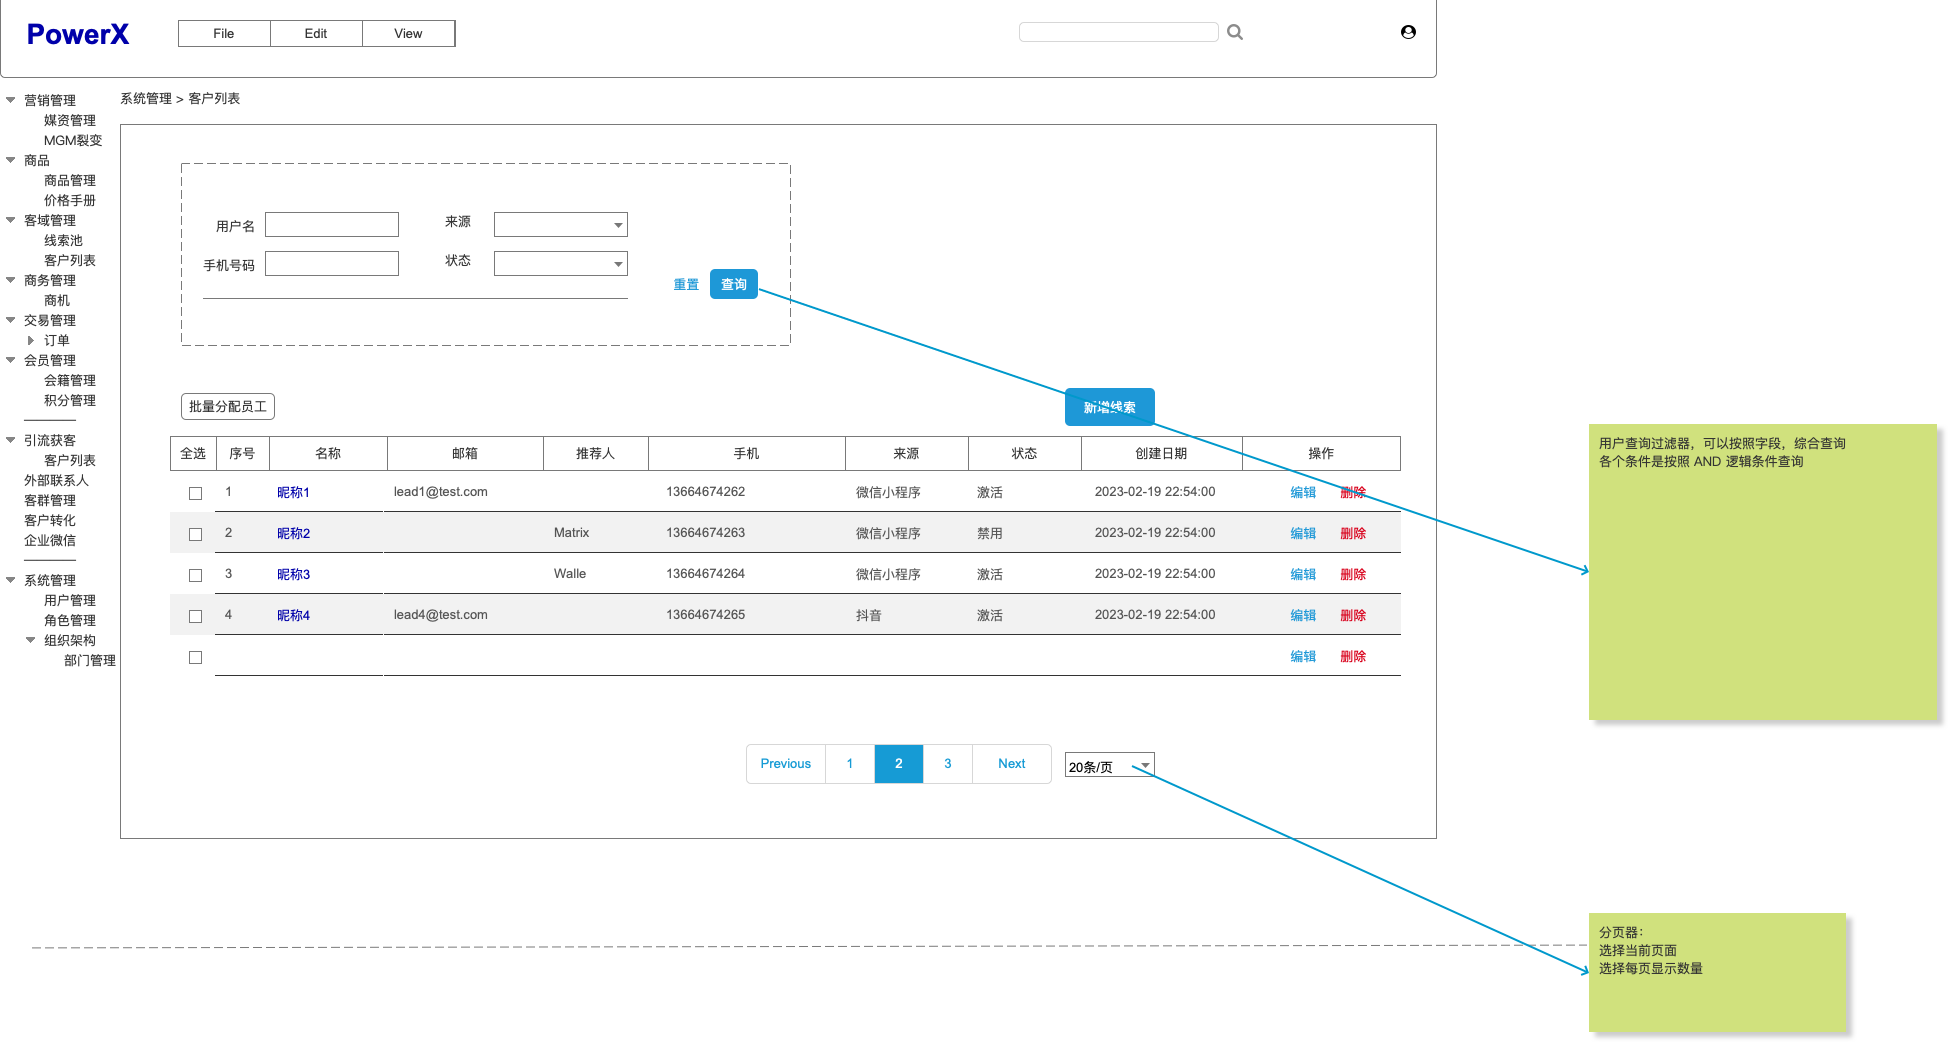 PowerX
File Edit View
营销管理
媒资管理
MGM裂变
商品
商品管理
价格手册
客域管理
线索池
客户列表
商务管理
商机
交易管理
订单
会员管理
会籍管理
积分管理
引流获客
客户列表
外部联系人
客群管理
客户转化
企业微信
系统管理
用户管理
角色管理
组织架构
部门管理
系统管理 > 客户列表
用户名 来源
手机号码 状态
重置 查询
批量分配员工 新增线索
全选 序号 名称 邮箱 推荐人 手机 来源 状态 创建日期 操作
1 昵称1 lead1@test.com 13664674262 微信小程序 激活 2023-02-19 22:54:00 编辑 删除
2 昵称2 Matrix 13664674263 微信小程序 禁用 2023-02-19 22:54:00 编辑 删除
3 昵称3 Walle 13664674264 微信小程序 激活 2023-02-19 22:54:00 编辑 删除
4 昵称4 lead4@test.com 13664674265 抖音 激活 2023-02-19 22:54:00 编辑 删除
编辑 删除
Previous 1 2 3 Next 20条/页
用户查询过滤器，可以按照字段，综合查询
各个条件是按照 AND 逻辑条件查询
分页器：
选择当前页面
选择每页显示数量